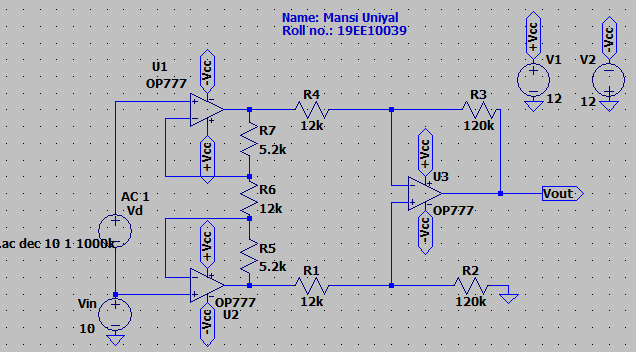 Name: Mansi Uniyal
Roll no.: 19EE10039
+Vcc
-Vcc
V1
V2
12
12
U1
-Vcc
OP777
+Vcc
R4
12k
R3
120k
R7
5.2k
+Vcc
U3
OP777
-Vcc
Vout
R6
12k
AC 1
Vd
.ac dec 10 1 1000k
+Vcc
R5
5.2k
OP777
U2
-Vcc
R1
12k
R2
120k
Vin
10